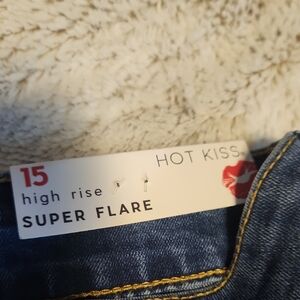 15
HOT KISS
high rise
SUPER FLARE